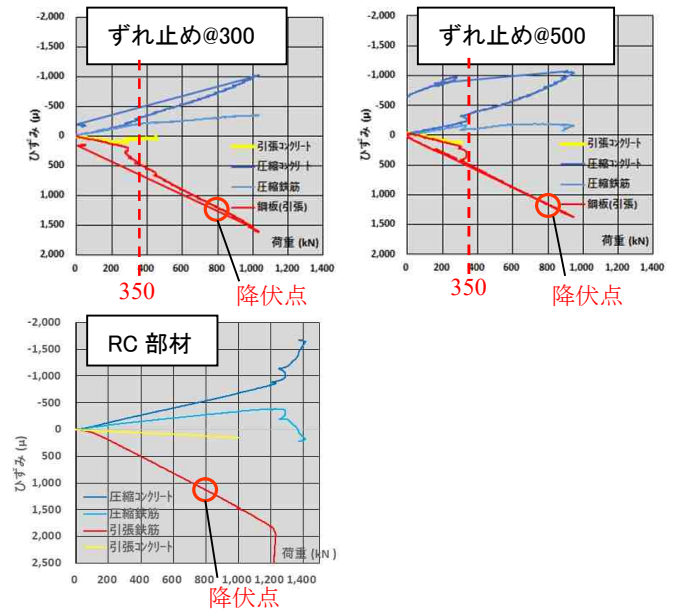 ずれ止め@300
-2,000
-1,500
-1,000
-500
0
500
1,000
1,500
2,000
ひずみ (μ)
引張コンクリート
圧縮コンクリート
圧縮鉄筋
鋼板(引張)
荷重 (kN)
0 200 400 600 800 1,000 1,200 1,400
350
降伏点
ずれ止め@500
-2,000
-1,500
-1,000
-500
0
500
1,000
1,500
2,000
ひずみ (μ)
引張コンクリート
圧縮コンクリート
圧縮鉄筋
鋼板(引張)
荷重 (kN)
0 200 400 600 800 1,000 1,200 1,400
350
降伏点
RC 部材
-2,000
-1,500
-1,000
-500
0
500
1,000
1,500
2,000
2,500
ひずみ (μ)
圧縮コンクリート
圧縮鉄筋
引張鉄筋
引張コンクリート
荷重 (kN)
0 200 400 600 800 1,000 1,200 1,400
降伏点